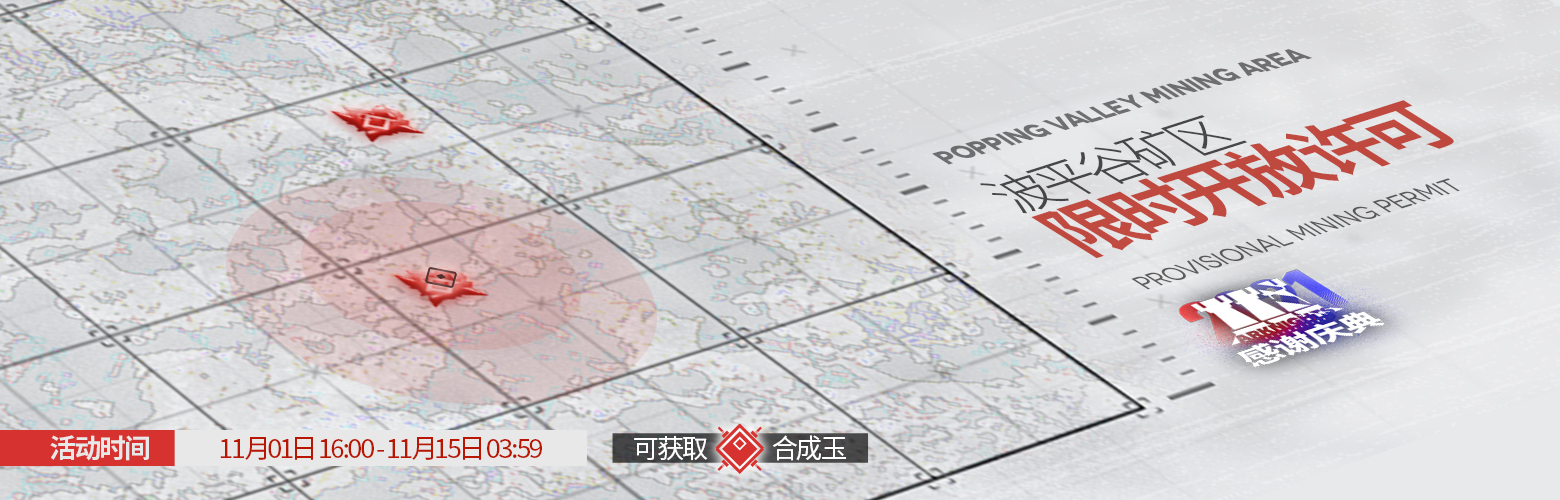 POPPING VALLEY MINING AREA
波平谷矿区
限时开放许可
PROVISIONAL MINING PERMIT
ARKNIGHTS
感谢庆典
活动时间
11月01日 16:00 - 11月15日 03:59
可获取 合成玉